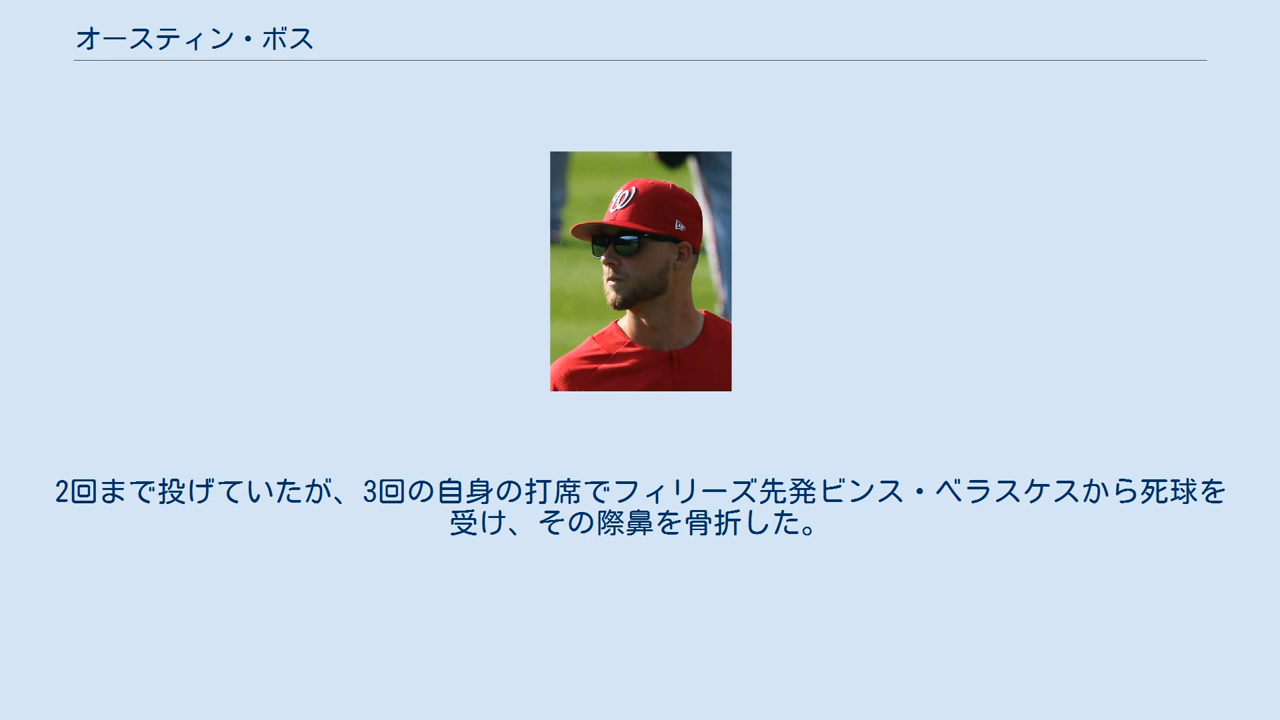 オースティン・ボス
W
2回まで投げていたが、3回の自身の打席でフィリーズ先発ビンス・ベラスケスから死球を
受け、その際鼻を骨折した。